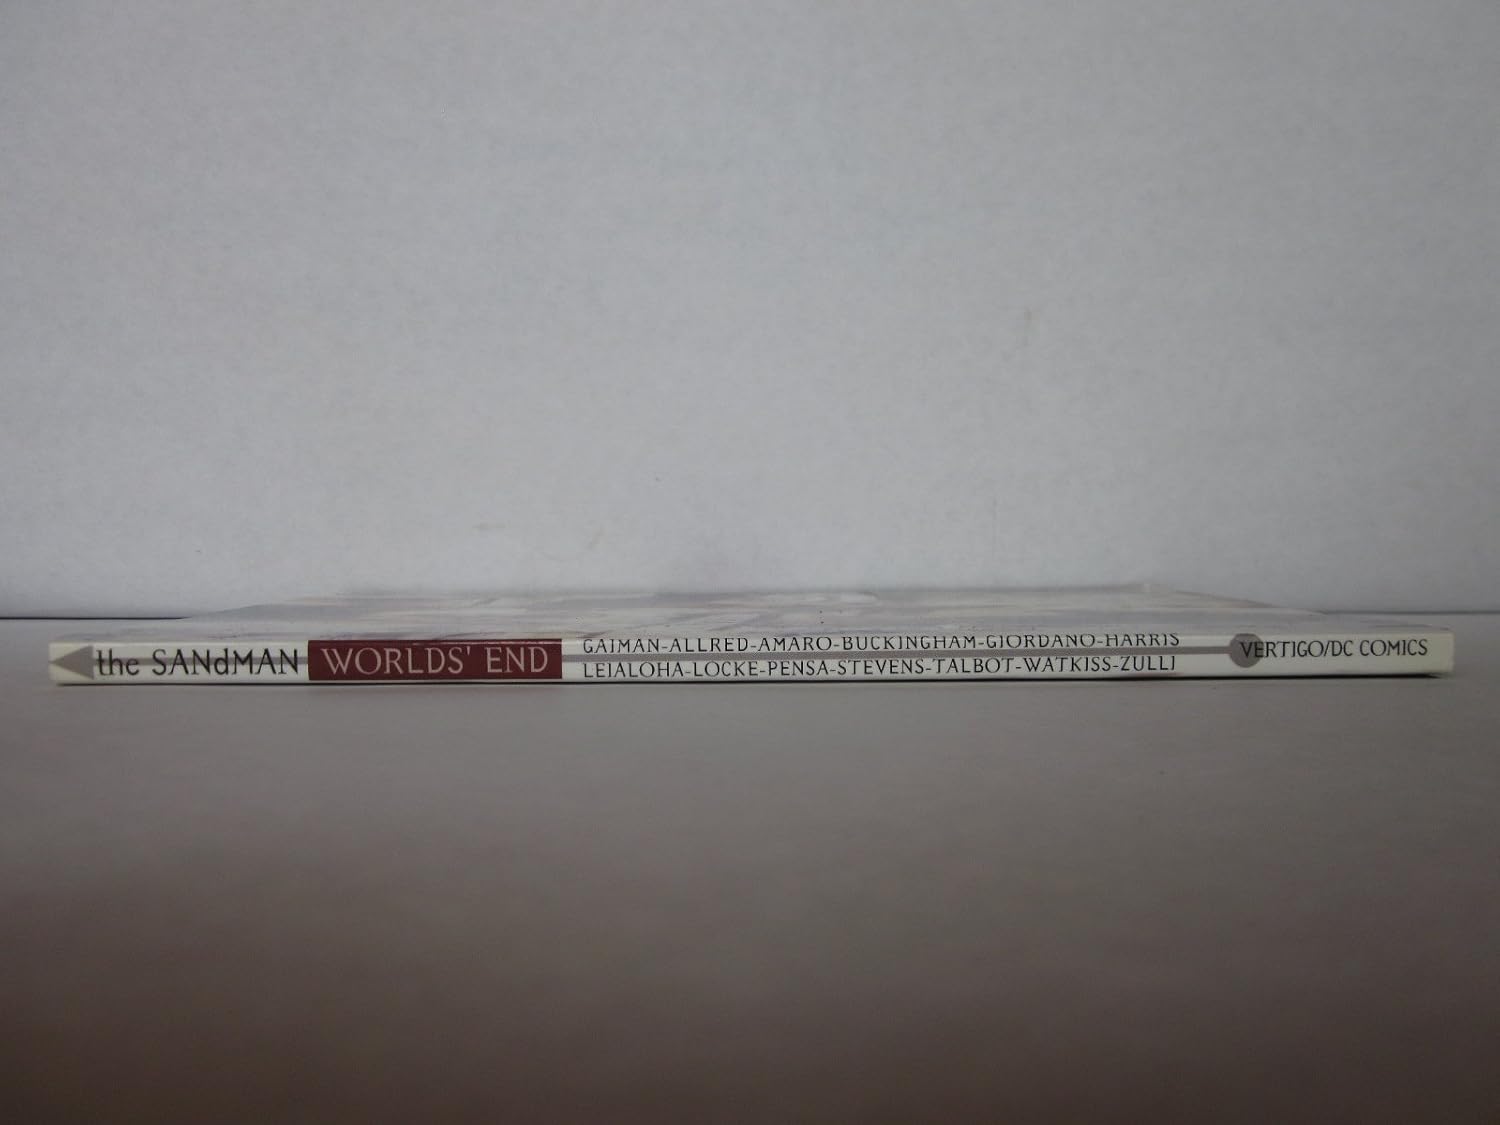 the SANdMAN
WORLDS' END
GAIMAN-ALLRED-AMARO-BUCKINGHAM-GIORDANO-HARRIS
LEIALOHA-LOCKE-PENSA-STEVENS-TALBOT-WATKISS-ZULLI
VERTIGO/DC COMICS